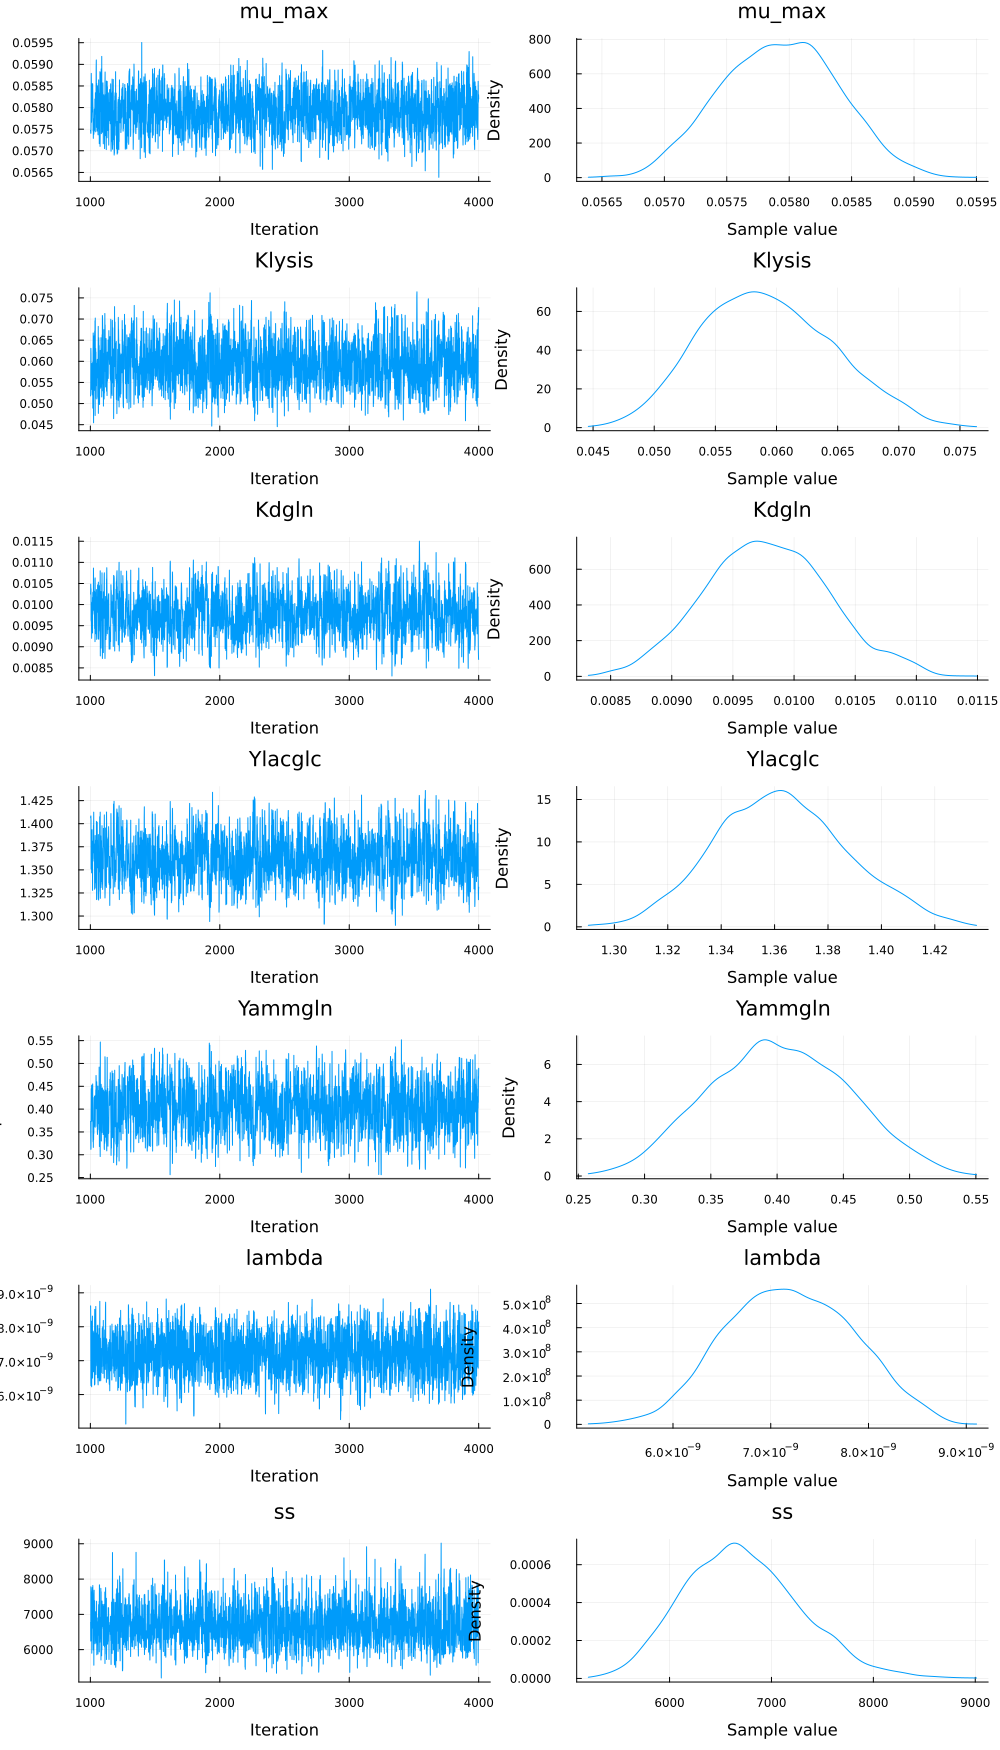 mu_max mu_max
0.0595
0.0590
0.0585
0.0580
0.0575
0.0570
0.0565
1000 2000 3000 4000
Iteration
Density
800
600
400
200
0
0.0565 0.0570 0.0575 0.0580 0.0585 0.0590 0.0595
Sample value
Klysis Klysis
0.075
0.070
0.065
0.060
0.055
0.050
0.045
1000 2000 3000 4000
Iteration
Density
60
40
20
0
0.045 0.050 0.055 0.060 0.065 0.070 0.075
Sample value
Kdgln Kdgln
0.0115
0.0110
0.0105
0.0100
0.0095
0.0090
0.0085
1000 2000 3000 4000
Iteration
Density
600
400
200
0
0.0085 0.0090 0.0095 0.0100 0.0105 0.0110 0.0115
Sample value
Ylacglc Ylacglc
1.425
1.400
1.375
1.350
1.325
1.300
1000 2000 3000 4000
Iteration
Density
15
10
5
0
1.30 1.32 1.34 1.36 1.38 1.40 1.42
Sample value
Yammgln Yammgln
0.55
0.50
0.45
0.40
0.35
0.30
0.25
1000 2000 3000 4000
Iteration
Density
6
4
2
0
0.25 0.30 0.35 0.40 0.45 0.50 0.55
Sample value
lambda lambda
9.0×10⁻⁹
8.0×10⁻⁹
7.0×10⁻⁹
6.0×10⁻⁹
1000 2000 3000 4000
Iteration
Density
5.0×10⁸
4.0×10⁸
3.0×10⁸
2.0×10⁸
1.0×10⁸
0
6.0×10⁻⁹ 7.0×10⁻⁹ 8.0×10⁻⁹ 9.0×10⁻⁹
Sample value
ss ss
9000
8000
7000
6000
1000 2000 3000 4000
Iteration
Density
0.0006
0.0004
0.0002
0.0000
6000 7000 8000 9000
Sample value